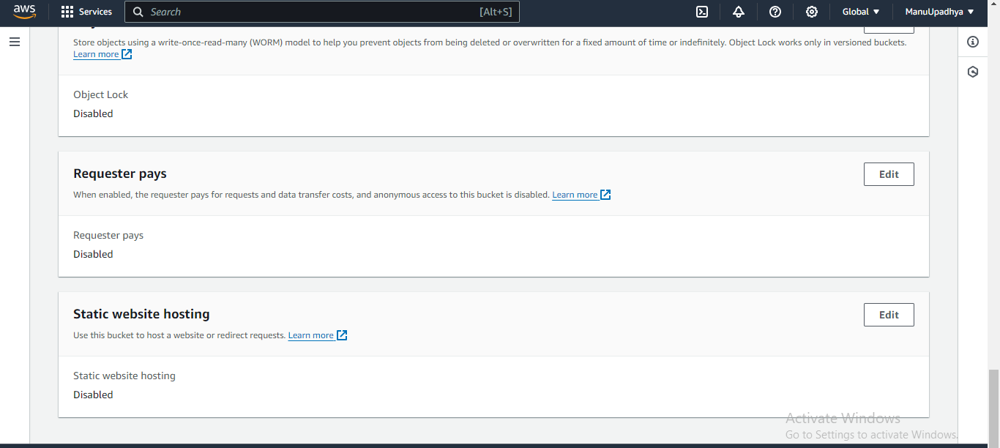 aws
Services
Search
[Alt+S]
Global
ManuUpadhya
Store objects using a write-once-read-many (WORM) model to help you prevent objects from being deleted or overwritten for a fixed amount of time or indefinitely. Object Lock works only in versioned buckets.
Learn more
Object Lock
Disabled
Requester pays
Edit
When enabled, the requester pays for requests and data transfer costs, and anonymous access to this bucket is disabled. Learn more
Requester pays
Disabled
Static website hosting
Edit
Use this bucket to host a website or redirect requests. Learn more
Static website hosting
Disabled
Activate Windows
Go to Settings to activate Windows.